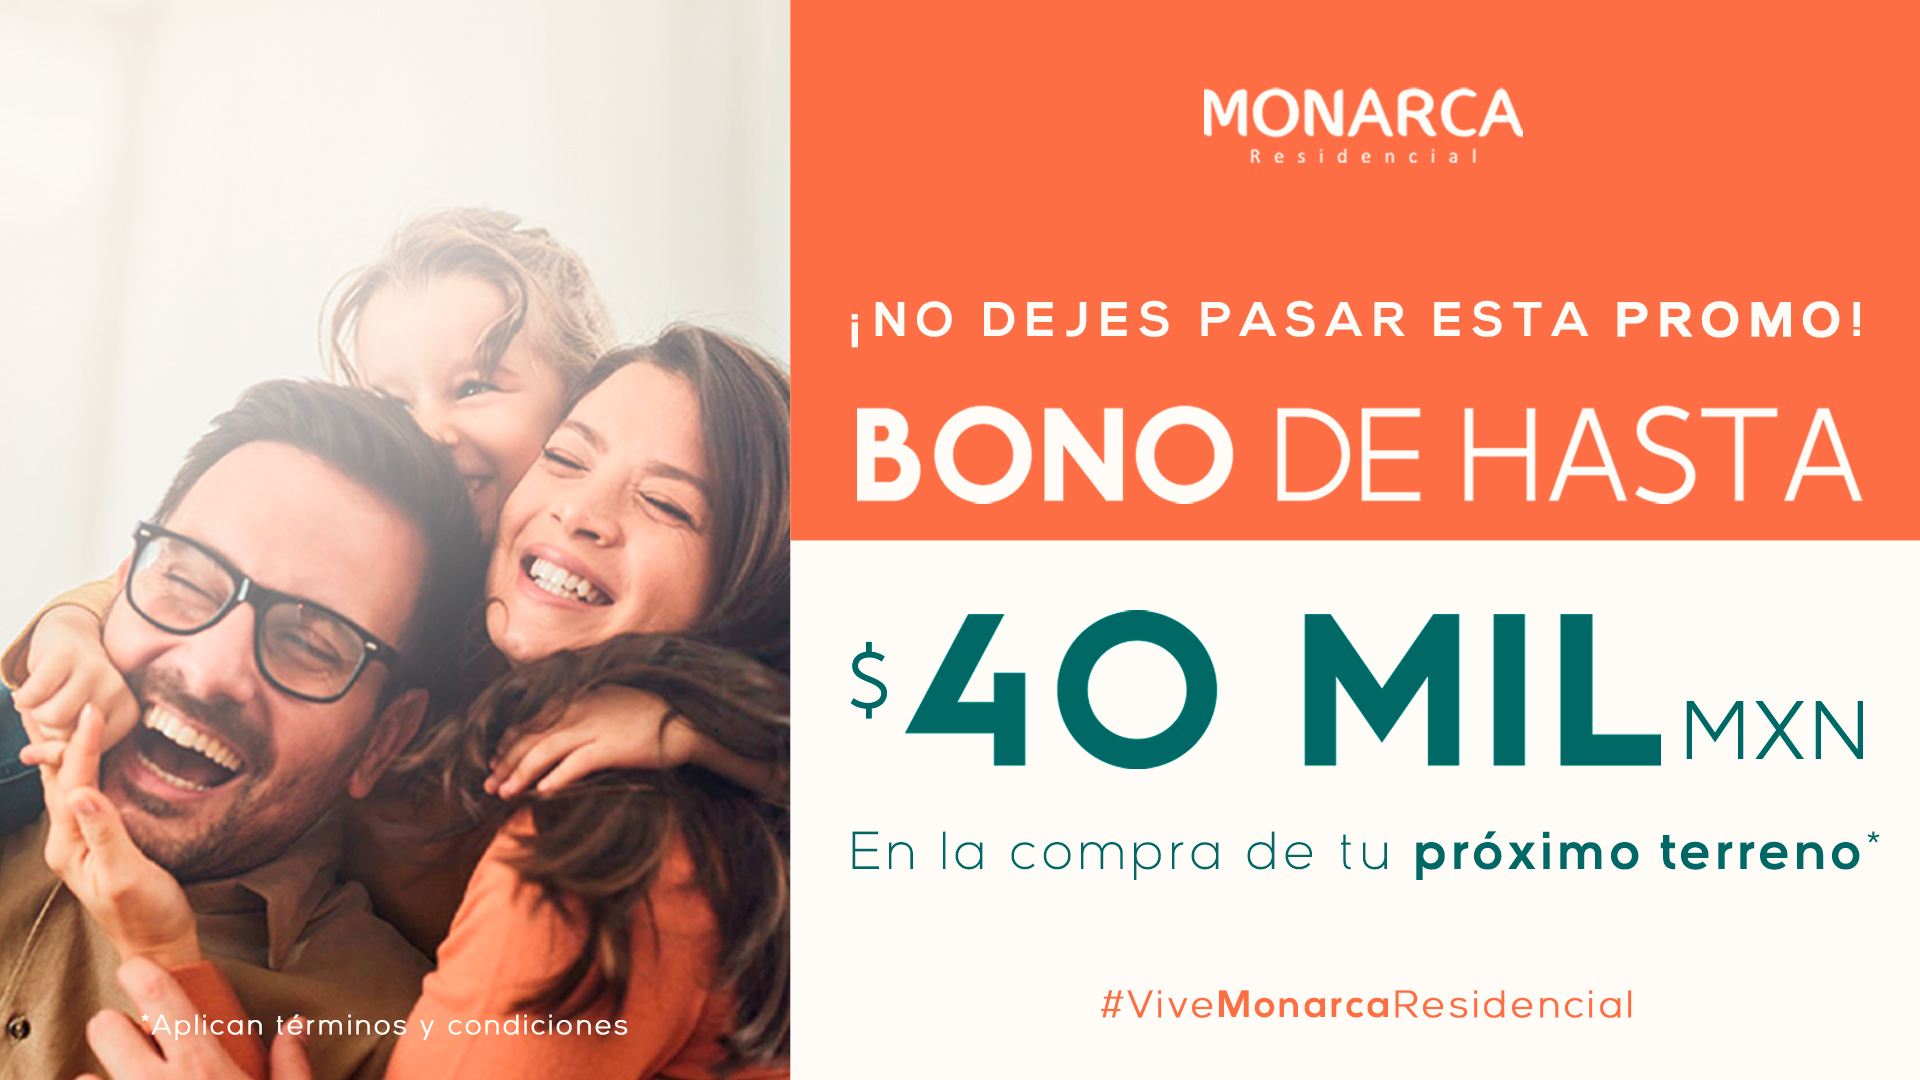 MONARCA
Residencial
¡NO DEJES PASAR ESTA PROMO!
BONO DE HASTA
$40 MIL MXN
En la compra de tu próximo terreno*
#ViveMonarcaResidencial
*Aplican términos y condiciones